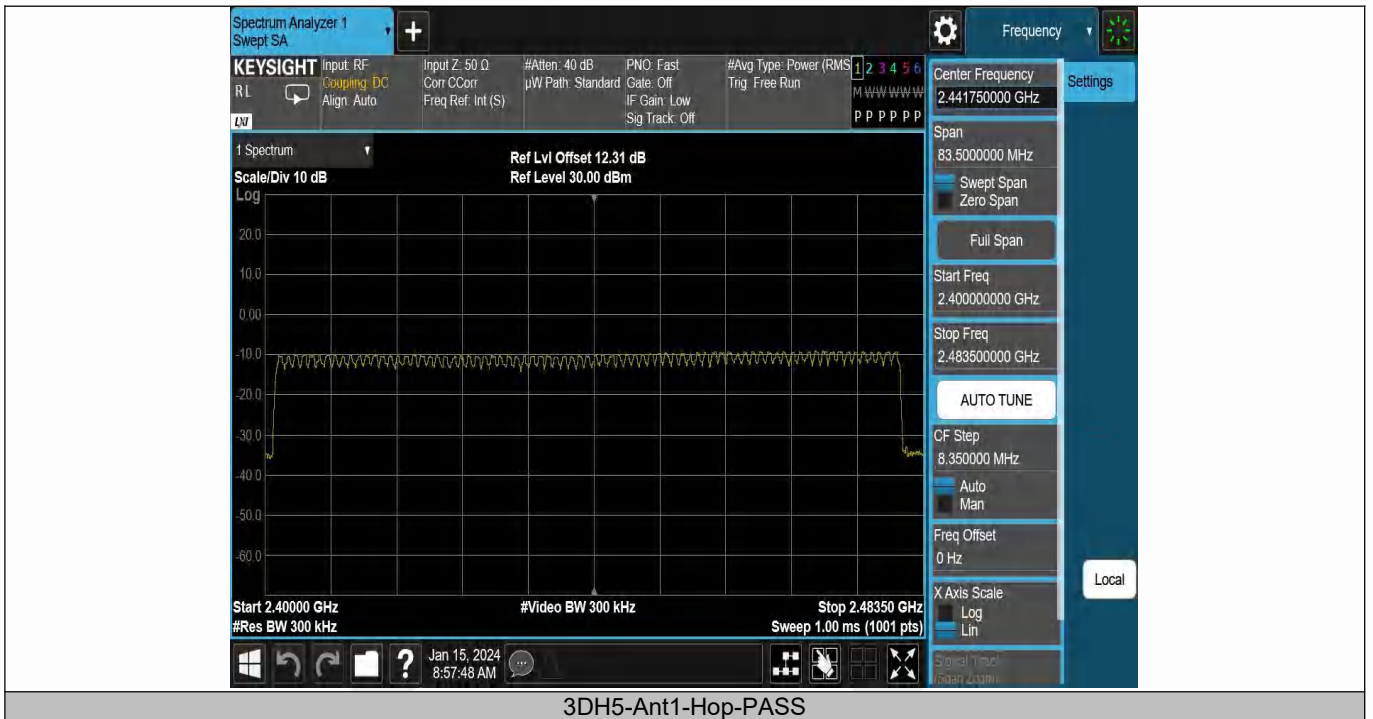 Spectrum Analyzer 1
Swept SA
+
Frequency
KEYSIGHT
RL
LXI
Input: RF
Coupling: DC
Align: Auto
Input Z: 50 Ω
Corr CCorr
Freq Ref: Int (S)
#Atten: 40 dB
µW Path: Standard
PNO: Fast
Gate: Off
IF Gain: Low
Sig Track: Off
#Avg Type: Power (RMS
Trig: Free Run
1 2 3 4 5 6
M W W W W W
P P P P P P
1 Spectrum
Scale/Div 10 dB
Ref Lvl Offset 12.31 dB
Ref Level 30.00 dBm
Log
20.0
10.0
0.00
-10.0
-20.0
-30.0
-40.0
-50.0
-60.0
Start 2.40000 GHz
#Res BW 300 kHz
#Video BW 300 kHz
Stop 2.48350 GHz
Sweep 1.00 ms (1001 pts)
Center Frequency
2.441750000 GHz
Settings
Span
83.5000000 MHz
Swept Span
Zero Span
Full Span
Start Freq
2.400000000 GHz
Stop Freq
2.483500000 GHz
AUTO TUNE
CF Step
8.350000 MHz
Auto
Man
Freq Offset
0 Hz
X Axis Scale
Log
Lin
Local
Signal Track
(Span Zoom)
?
Jan 15, 2024
8:57:48 AM
3DH5-Ant1-Hop-PASS